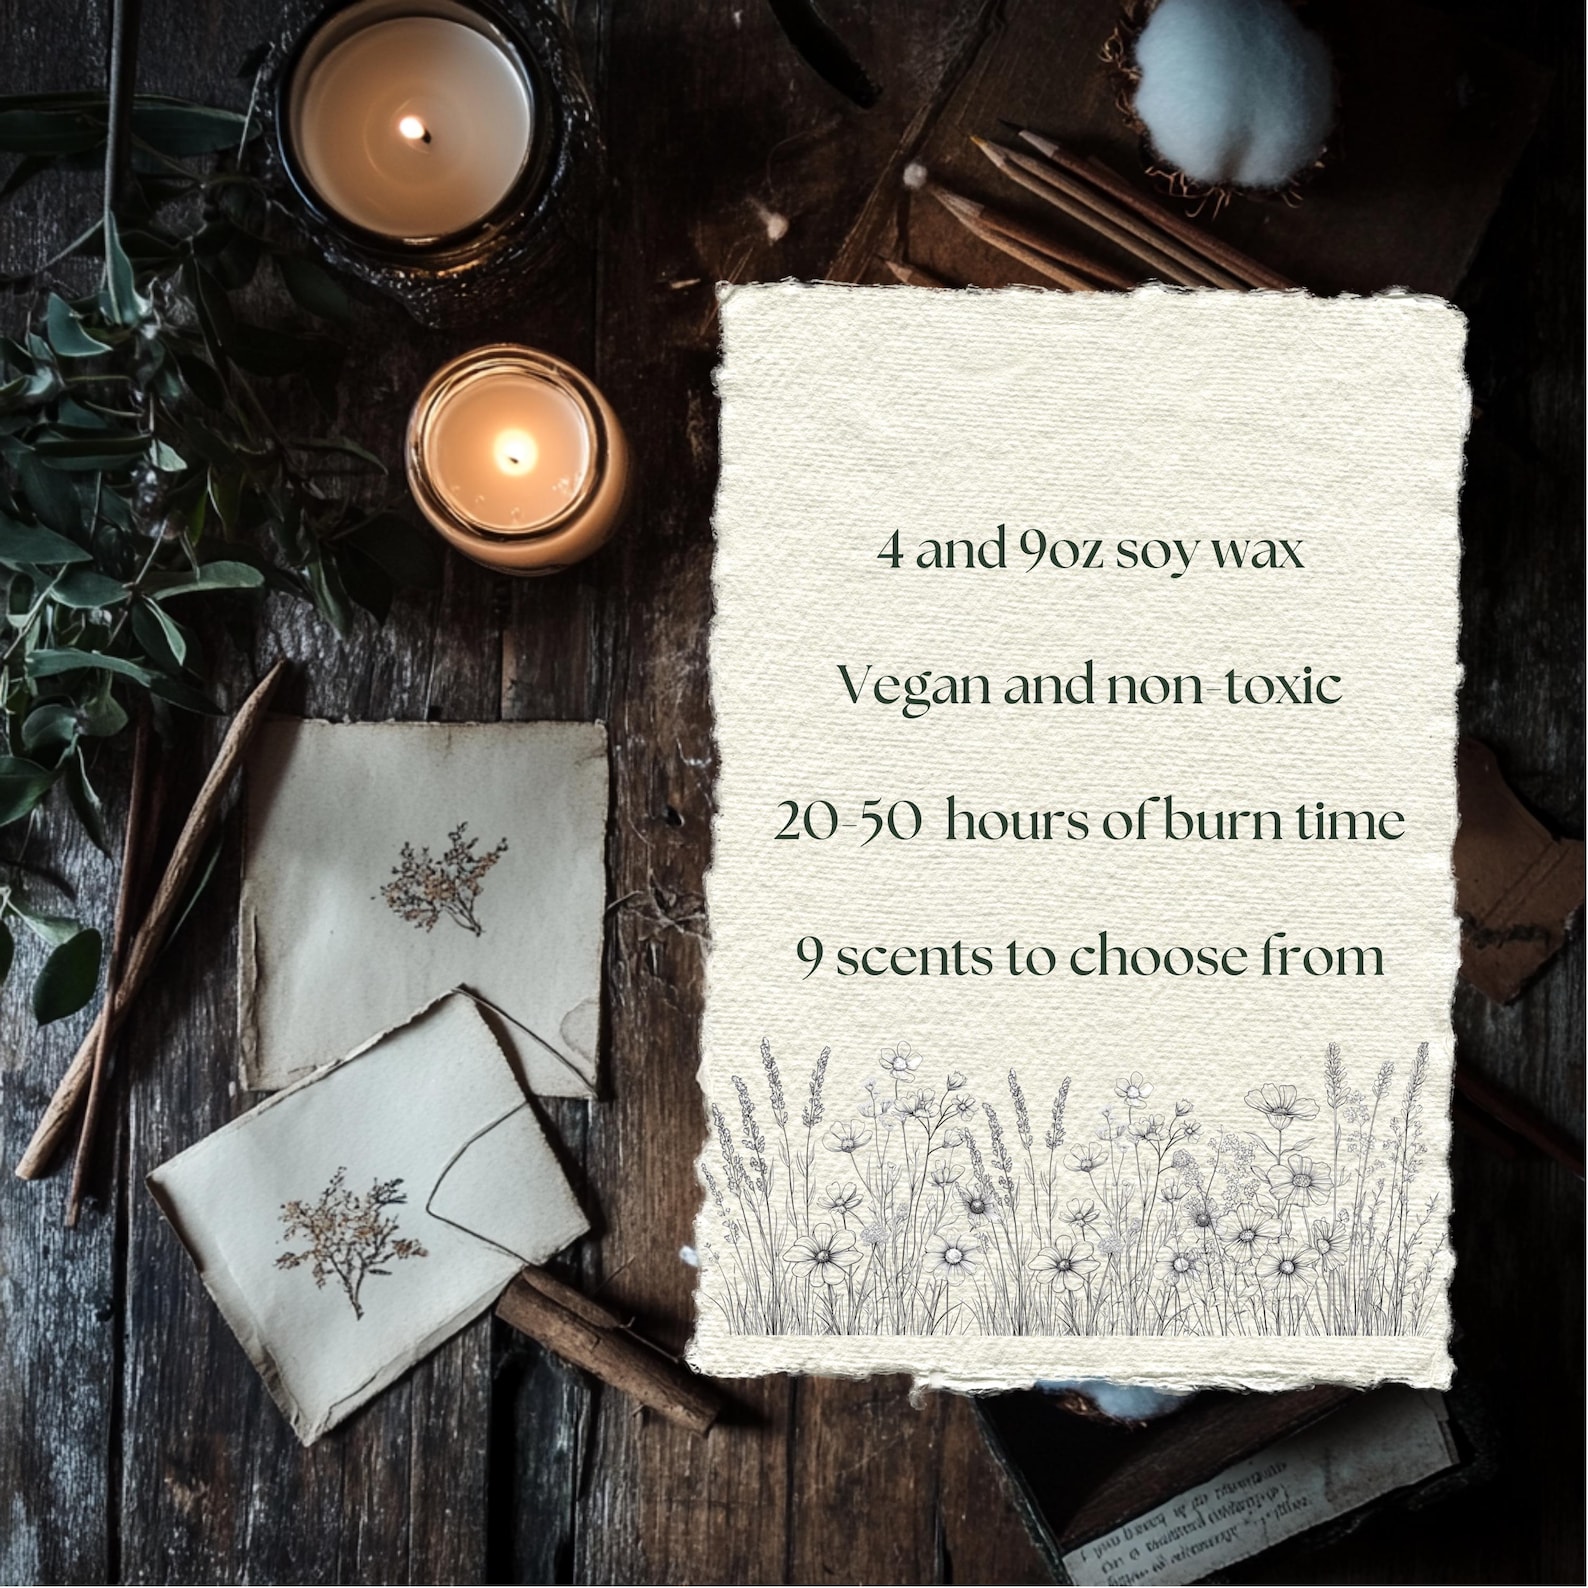 4 and 9oz soy wax
Vegan and non-toxic
20-50 hours of burn time
9 scents to choose from